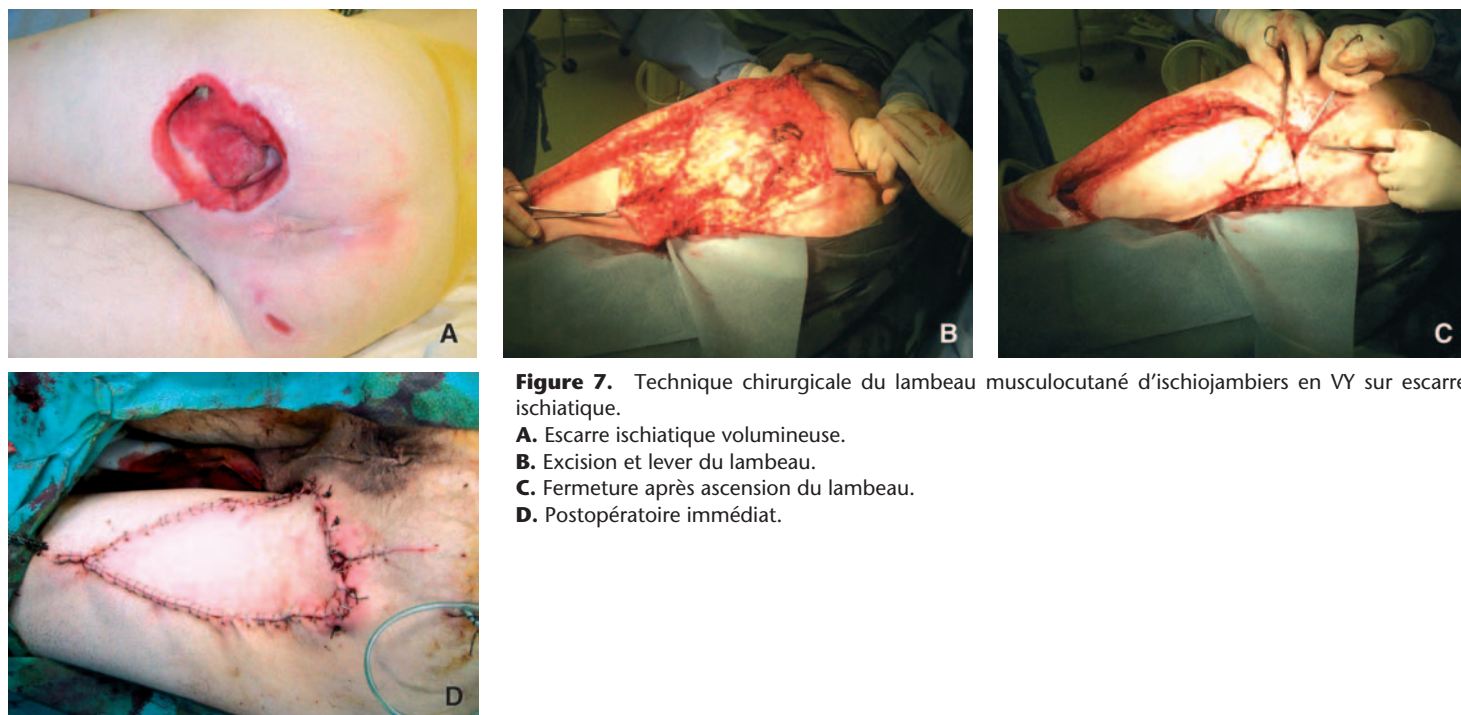 A
B
C
Figure 7. Technique chirurgicale du lambeau musculocutané d'ischiojambiers en VY sur escarre
ischiatique.
A. Escarre ischiatique volumineuse.
B. Excision et lever du lambeau.
C. Fermeture après ascension du lambeau.
D. Postopératoire immédiat.
D